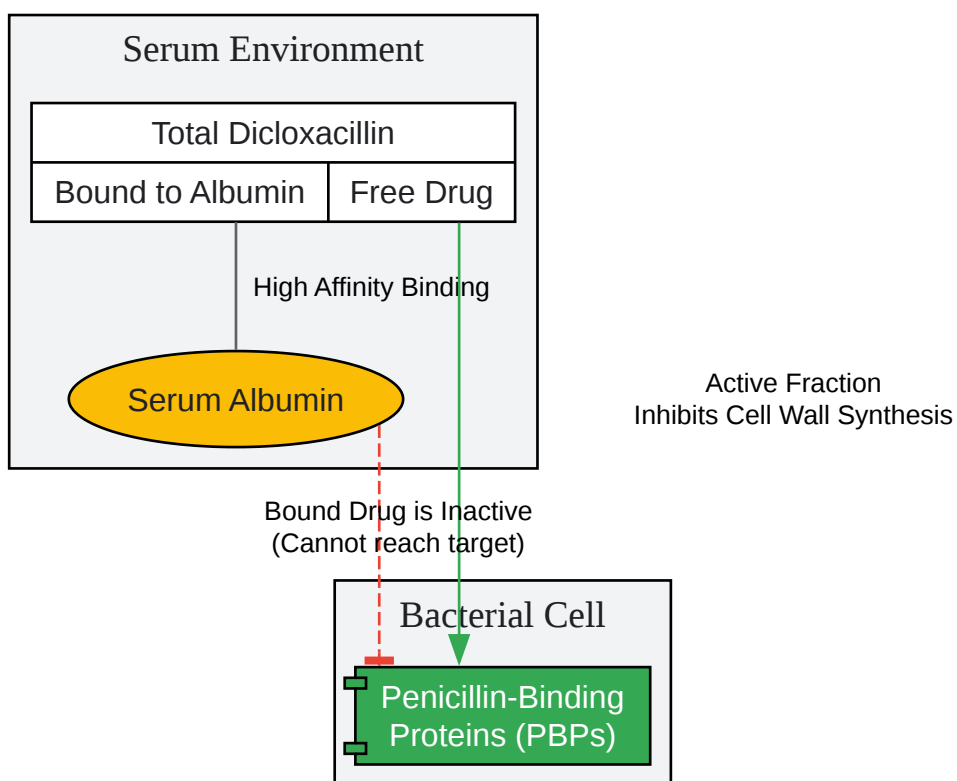 Serum Environment
Total Dicloxacillin
Bound to Albumin
Free Drug
High Affinity Binding
Serum Albumin
Active Fraction
Inhibits Cell Wall Synthesis
Bound Drug is Inactive
(Cannot reach target)
Bacterial Cell
Penicillin-Binding
Proteins (PBPs)